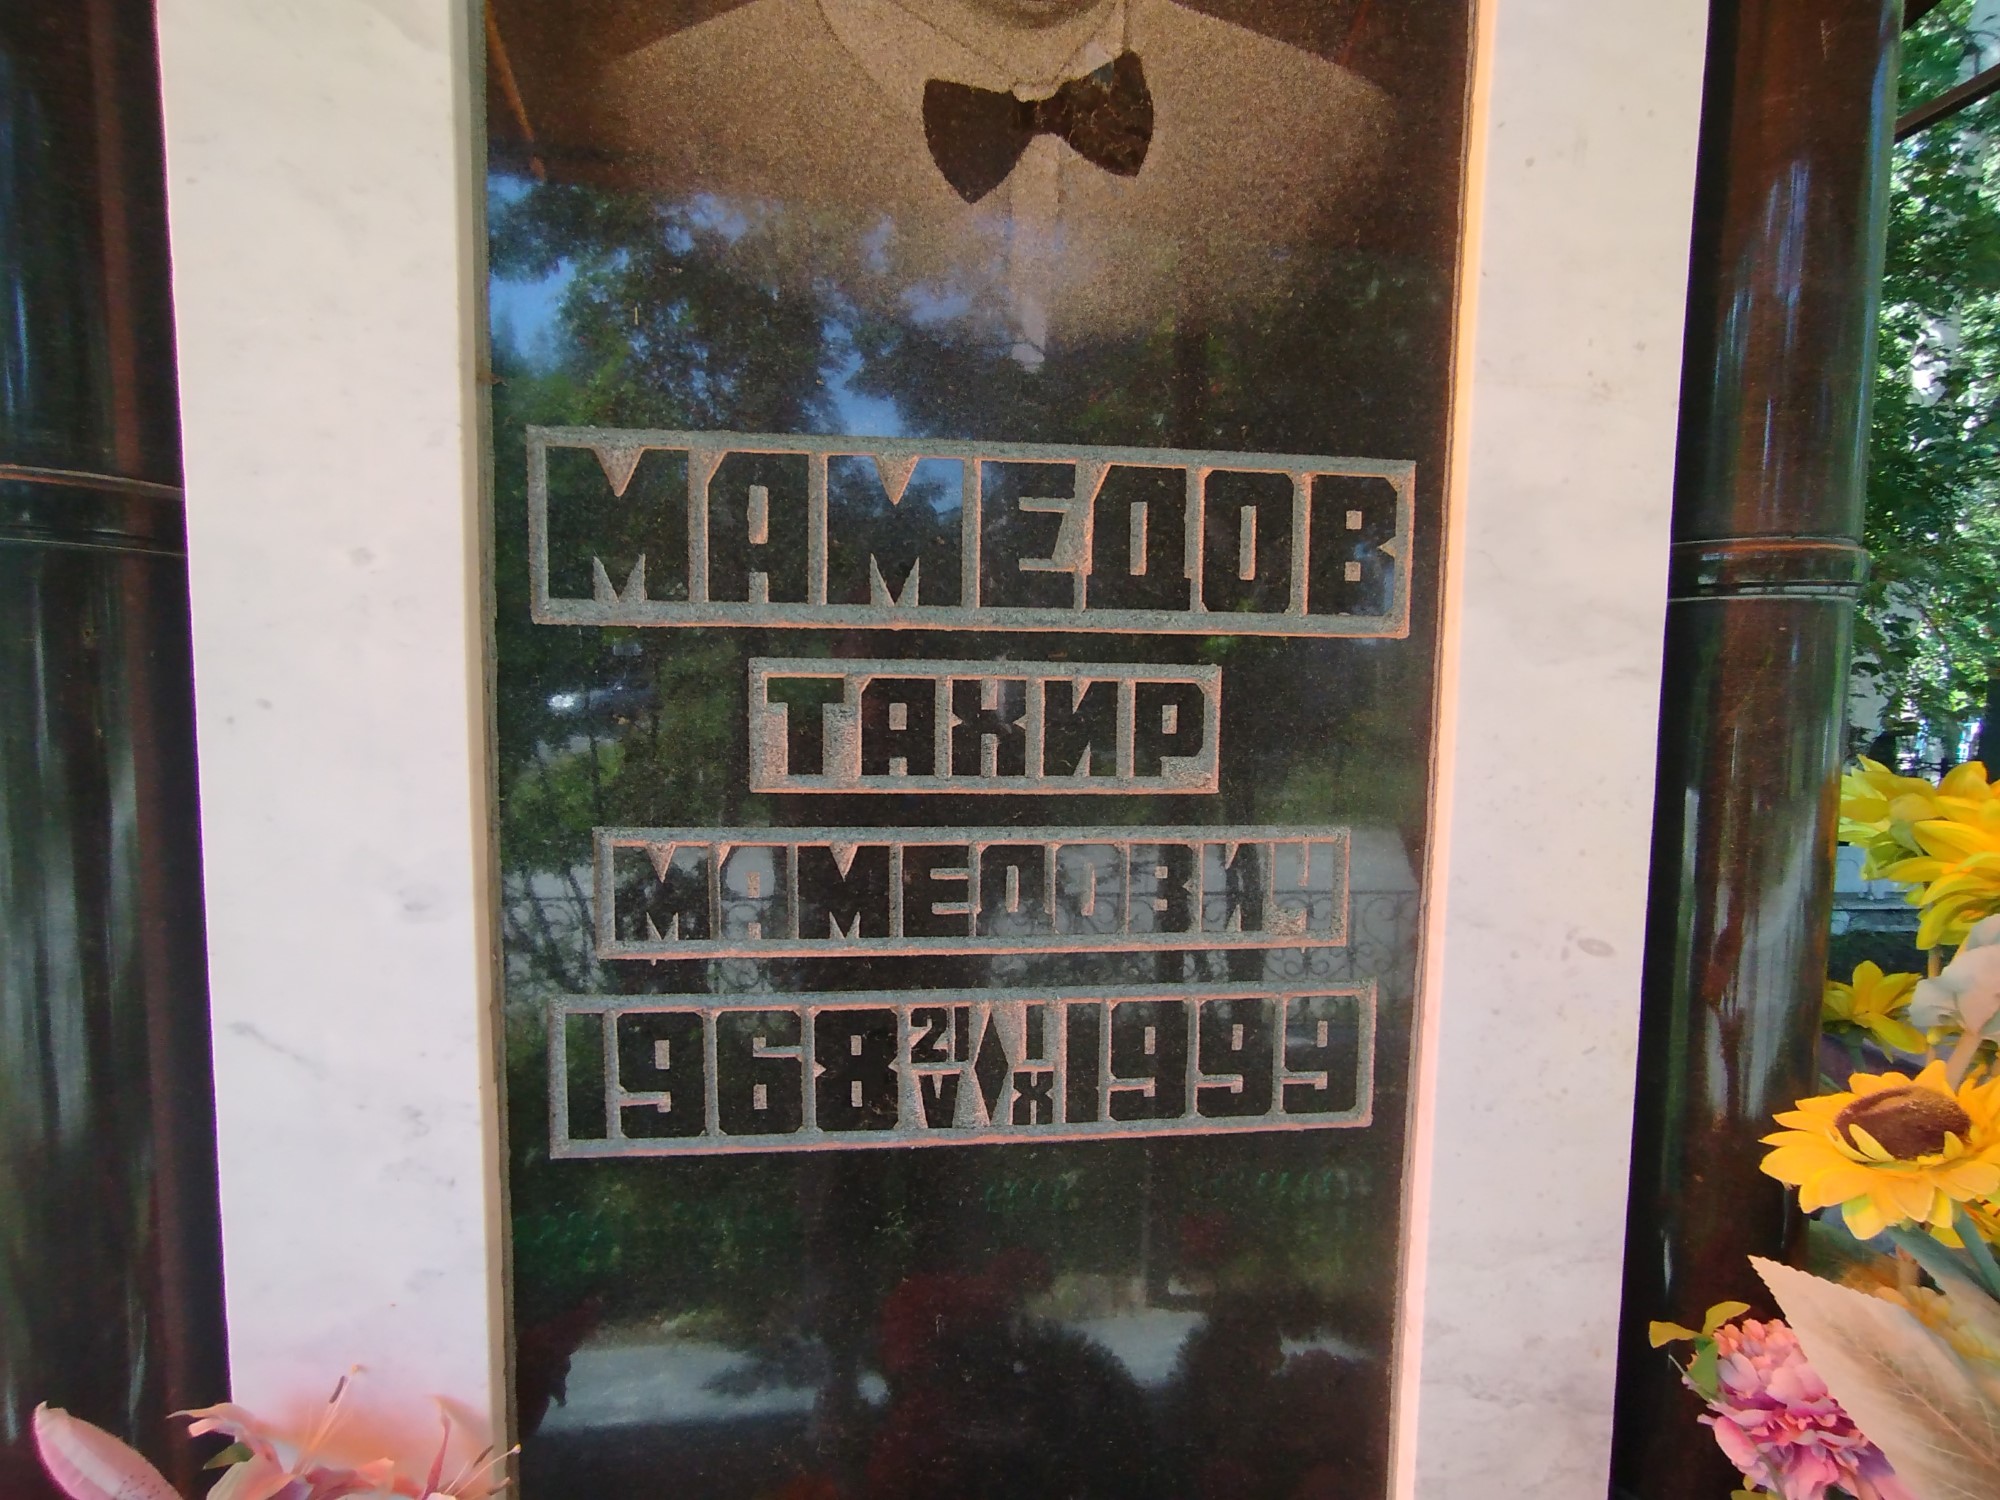 МАМЕДОВ
ТАХИР
МАМЕДОВИЧ
1968 21/V ♦ 1/X 1999